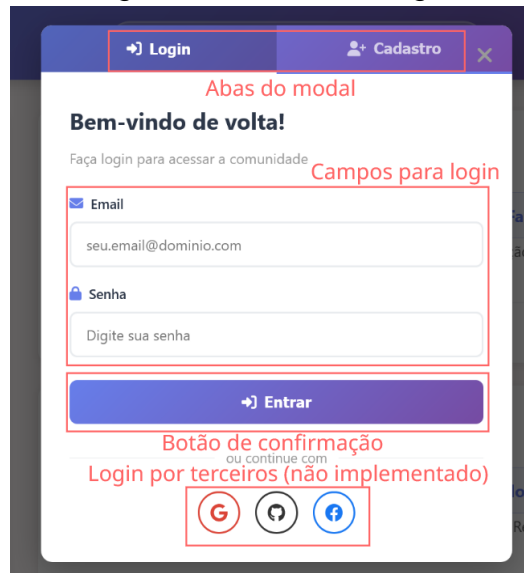 Login
Cadastro
Abas do modal
Bem-vindo de volta!
Faça login para acessar a comunidade
Campos para login
Email
seu.email@dominio.com
Senha
Digite sua senha
Entrar
Botão de confirmação
ou continue com
Login por terceiros (não implementado)
G